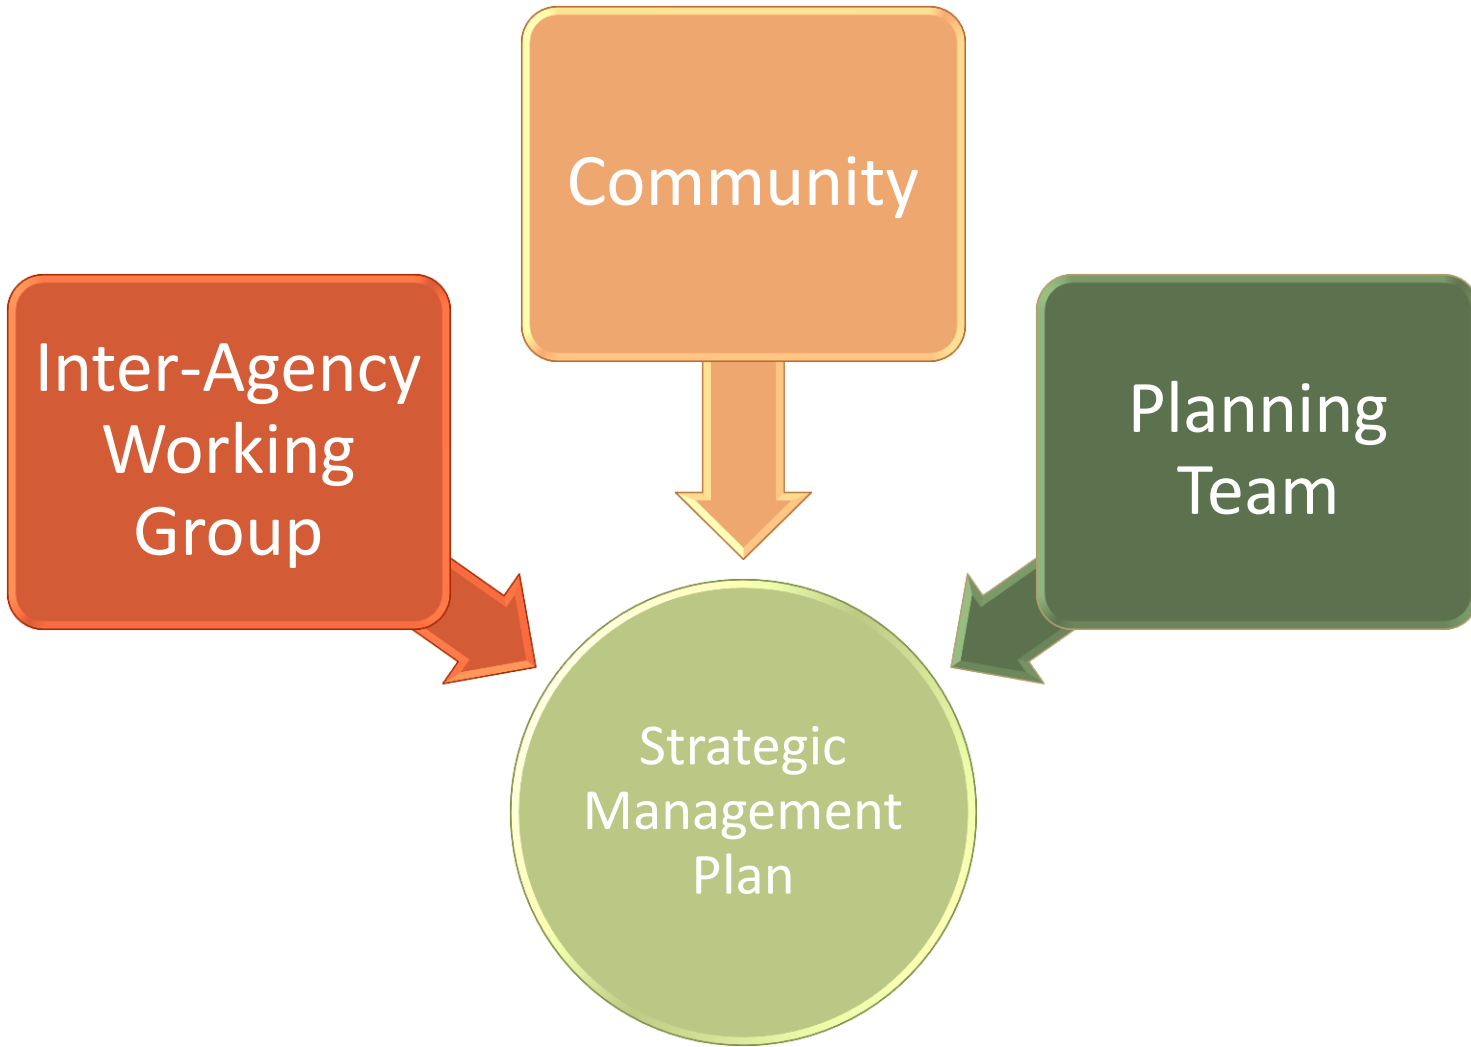 Community
Inter-Agency
Working
Group
Planning
Team
Strategic
Management
Plan